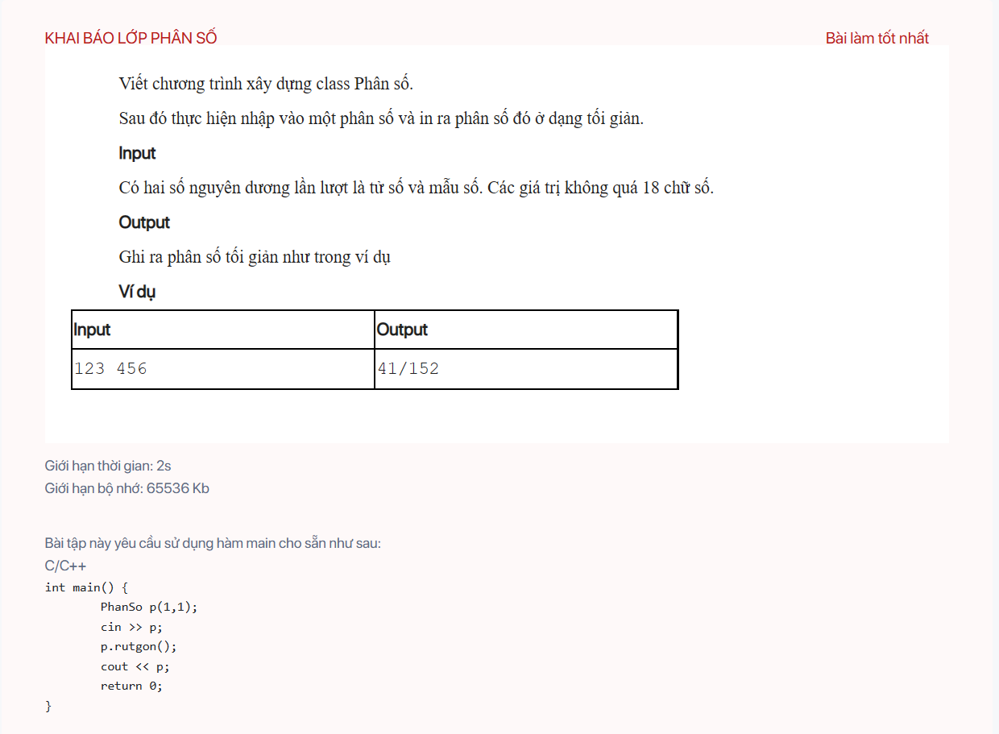 KHAI BÁO LỚP PHÂN SỐ
Bài làm tốt nhất
Viết chương trình xây dựng class Phân số.
Sau đó thực hiện nhập vào một phân số và in ra phân số đó ở dạng tối giản.
Input
Có hai số nguyên dương lần lượt là tử số và mẫu số. Các giá trị không quá 18 chữ số.
Output
Ghi ra phân số tối giản như trong ví dụ
Ví dụ
Input Output
123 456 41/152
Giới hạn thời gian: 2s
Giới hạn bộ nhớ: 65536 Kb
Bài tập này yêu cầu sử dụng hàm main cho sẵn như sau:
C/C++
int main() {
PhanSo p(1,1);
cin >> p;
p.rutgon();
cout << p;
return 0;
}